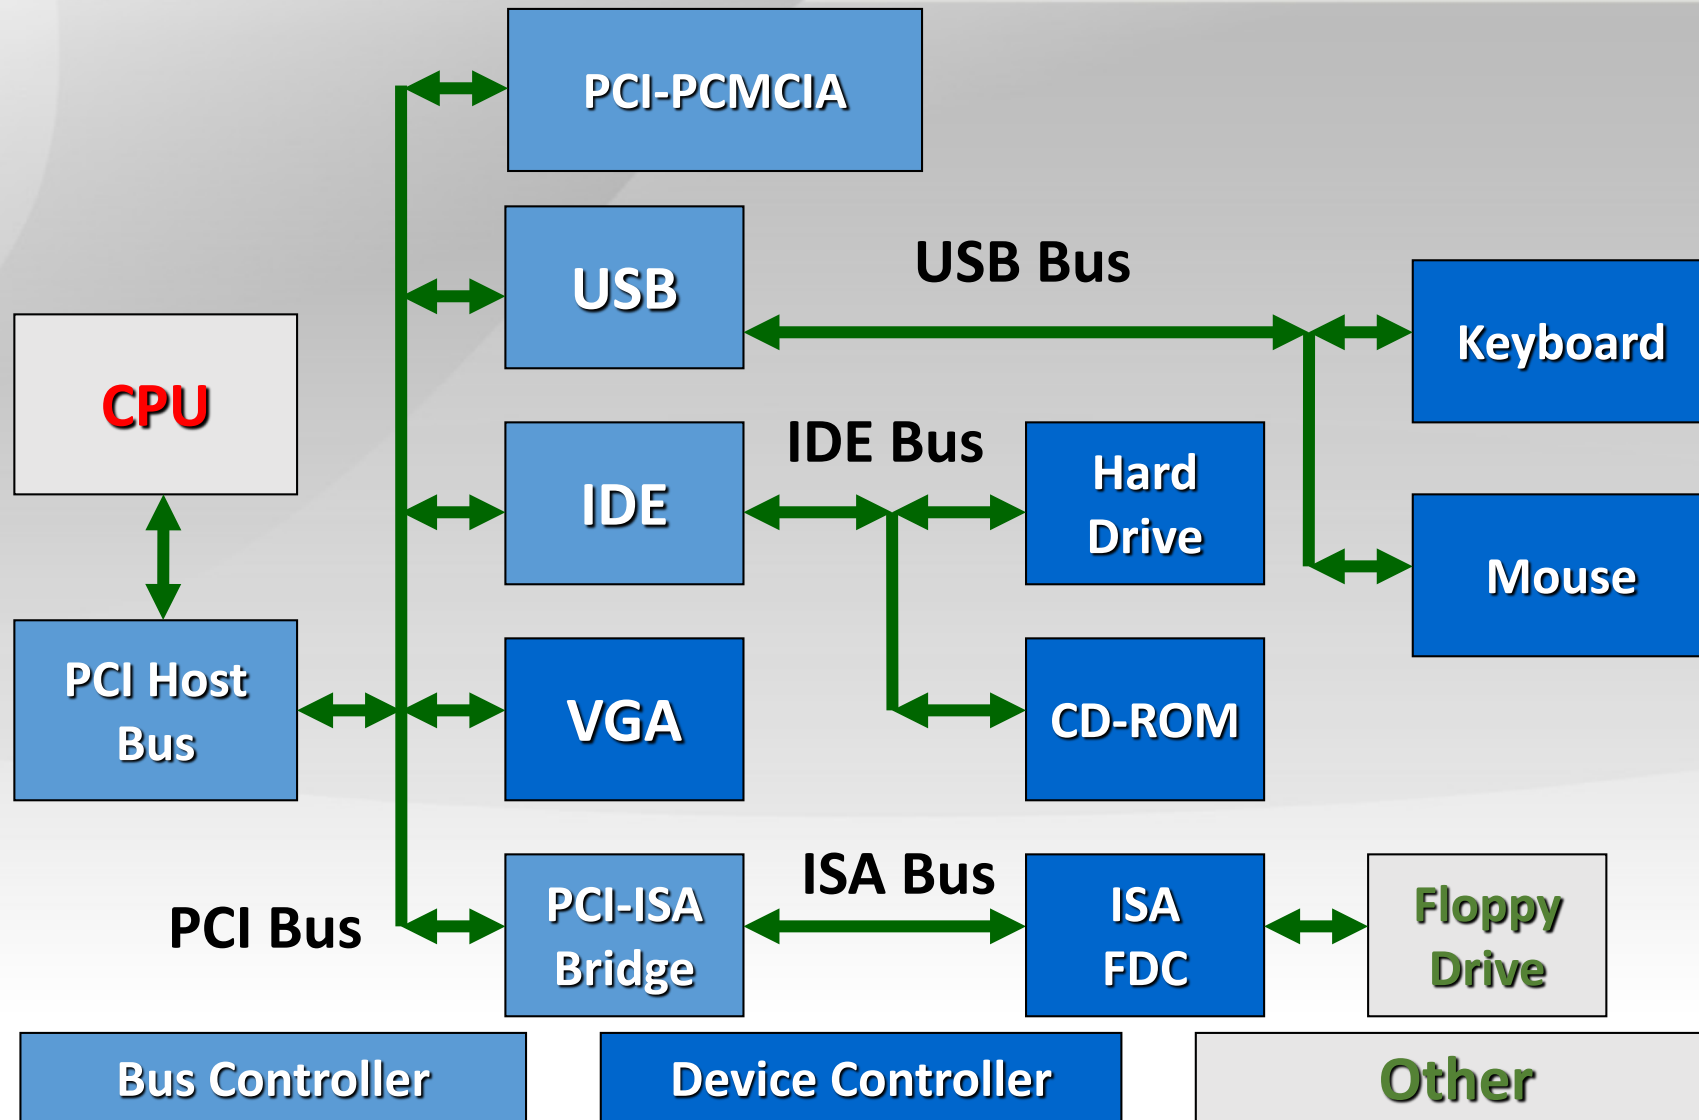 PCI-PCMCIA
USB
USB Bus
Keyboard
CPU
IDE
IDE Bus
Hard
Drive
Mouse
PCI Host
Bus
VGA
CD-ROM
PCI Bus
PCI-ISA
Bridge
ISA Bus
ISA
FDC
Floppy
Drive
Bus Controller
Device Controller
Other